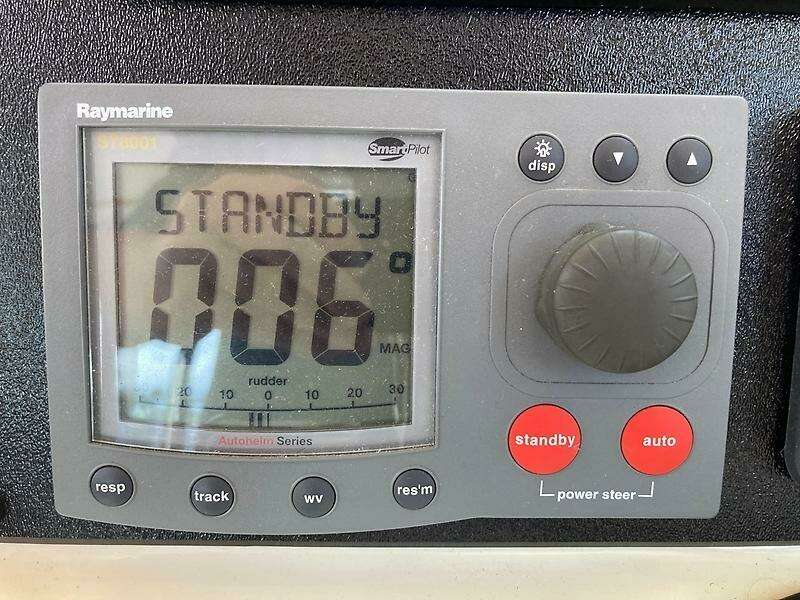 Raymarine
ST8001
SmartPilot
disp
▼
▲
STANDBY
006°
MAG
rudder
20 10 0 10 20 30
Autohelm Series
standby
auto
power steer
resp
track
wv
res'm